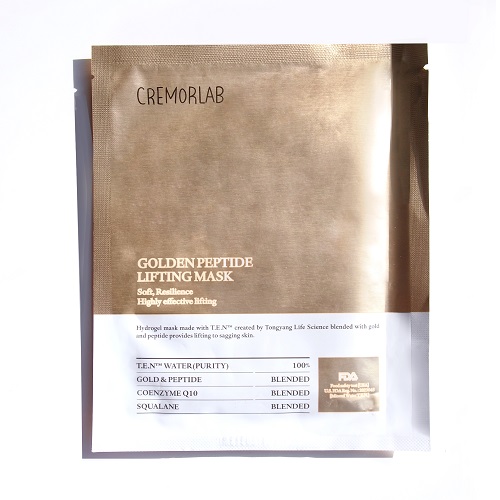 CREMORLAB
GOLDEN PEPTIDE
LIFTING MASK
Soft, Resilience
Highly effective lifting
Hydrogel mask made with T.E.N™ created by Tongyang Life Science blended with gold
and peptide provides lifting to sagging skin.
T.E.N™ WATER(PURITY) 100%
GOLD & PEPTIDE BLENDED
COENZYME Q10 BLENDED
SQUALANE BLENDED
FDA